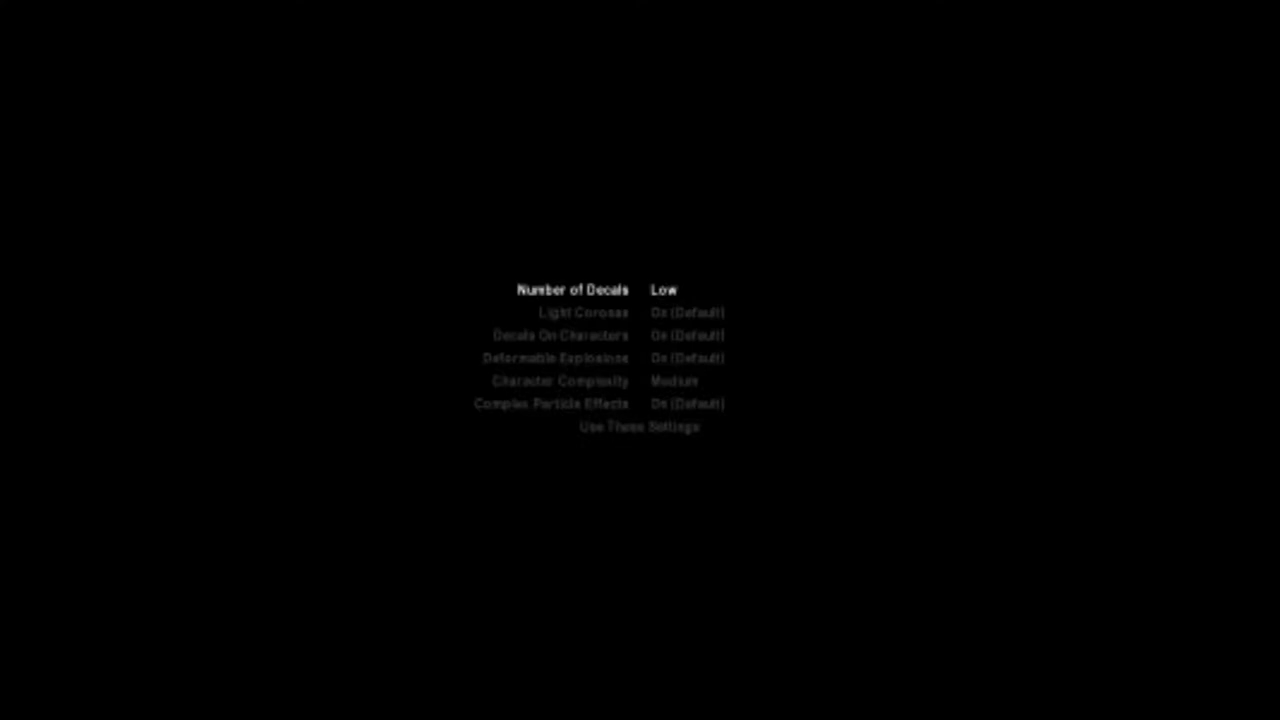 Number of Decals Low
Light Coronas On (Default)
Decals On Characters On (Default)
Deformable Explosions On (Default)
Character Complexity Medium
Complex Particle Effects On (Default)
Use These Settings